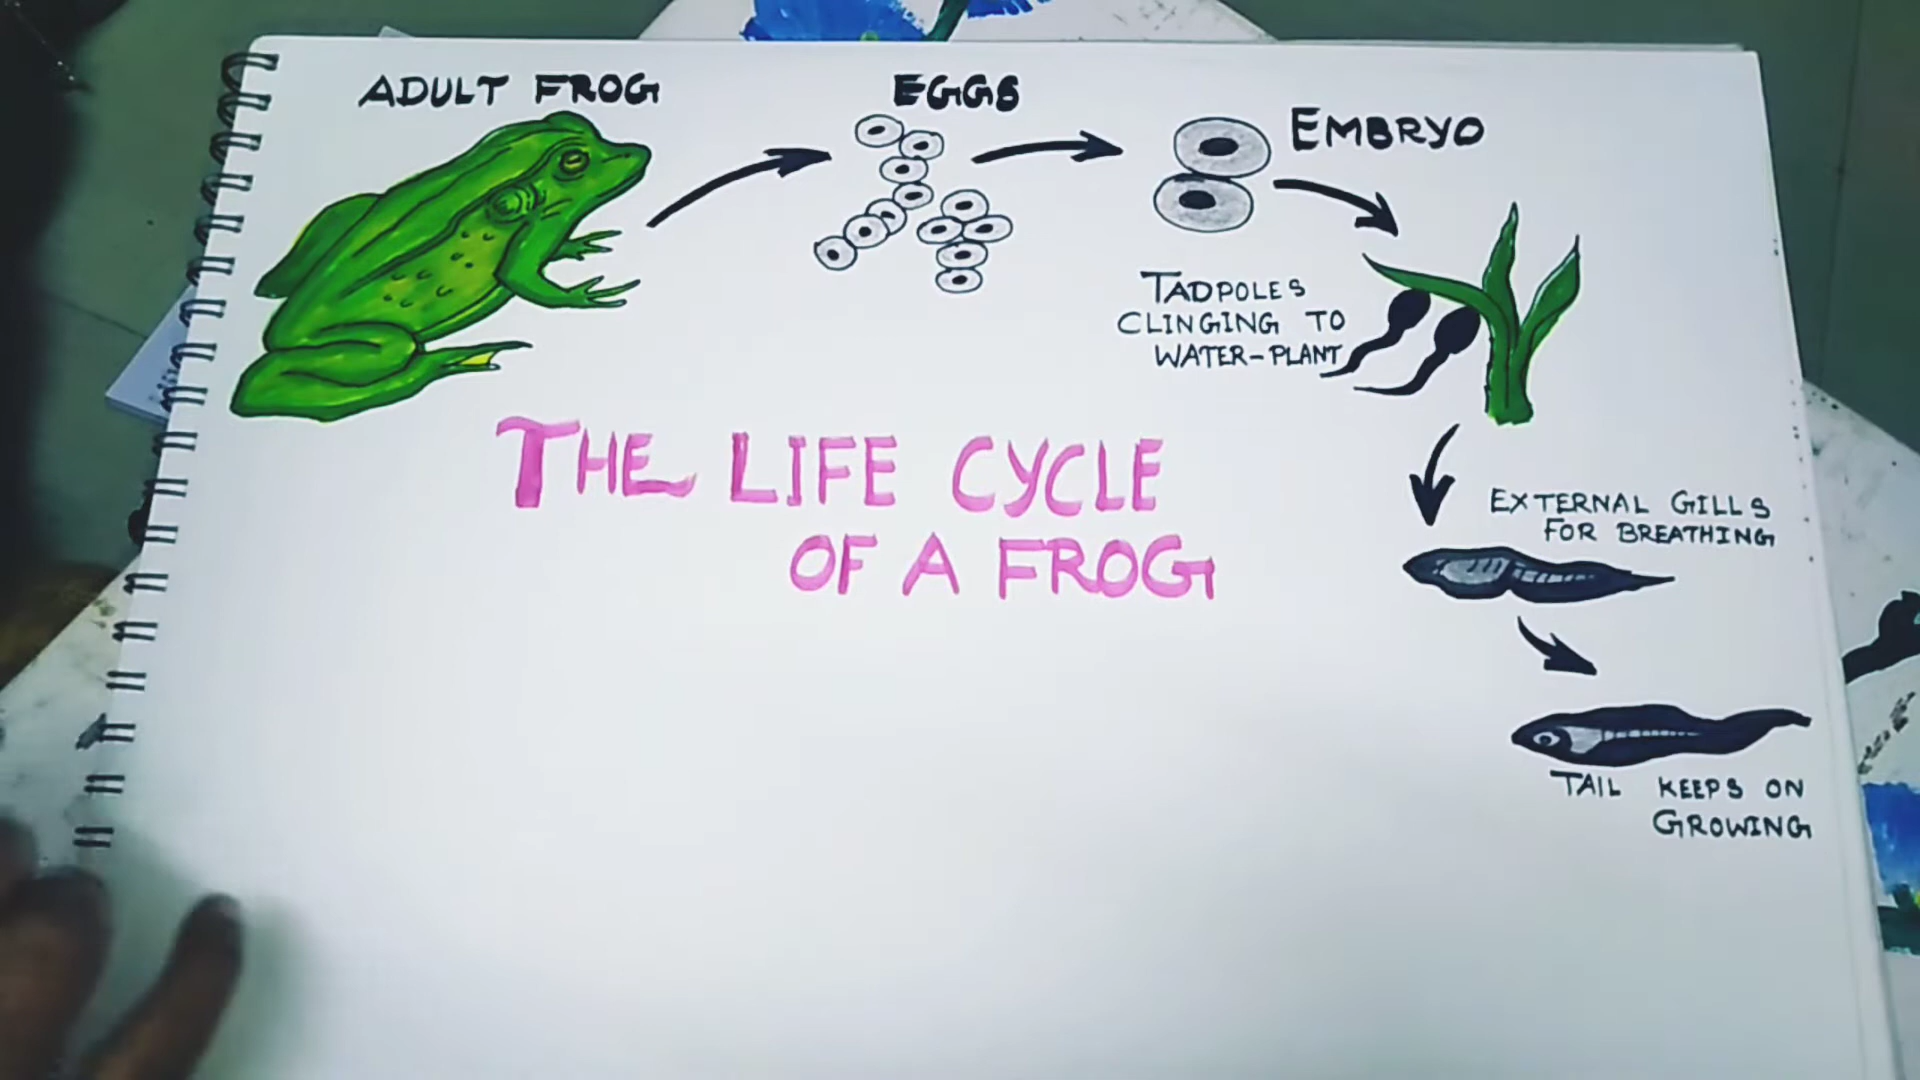 ADULT FROG
EGGS
EMBRYO
TADPOLES
CLINGING TO
WATER-PLANT
THE LIFE CYCLE
OF A FROG
EXTERNAL GILLS
FOR BREATHING
TAIL KEEPS ON
GROWING